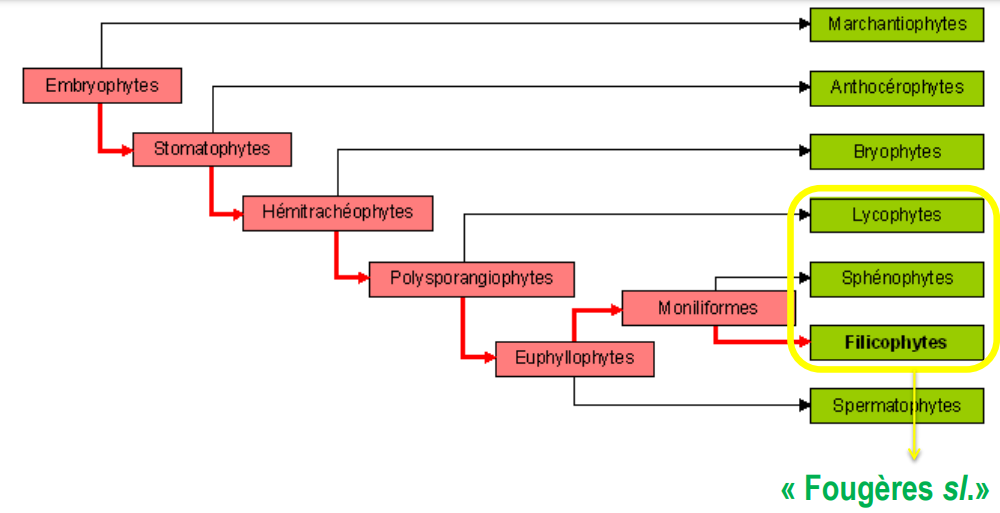 Marchantiophytes
Embryophytes
Anthocérophytes
Stomatophytes
Bryophytes
Hémitrachéophytes
Lycophytes
Polysporangiophytes
Sphénophytes
Moniliformes
Filicophytes
Euphyllophytes
Spermatophytes
« Fougères sl.»